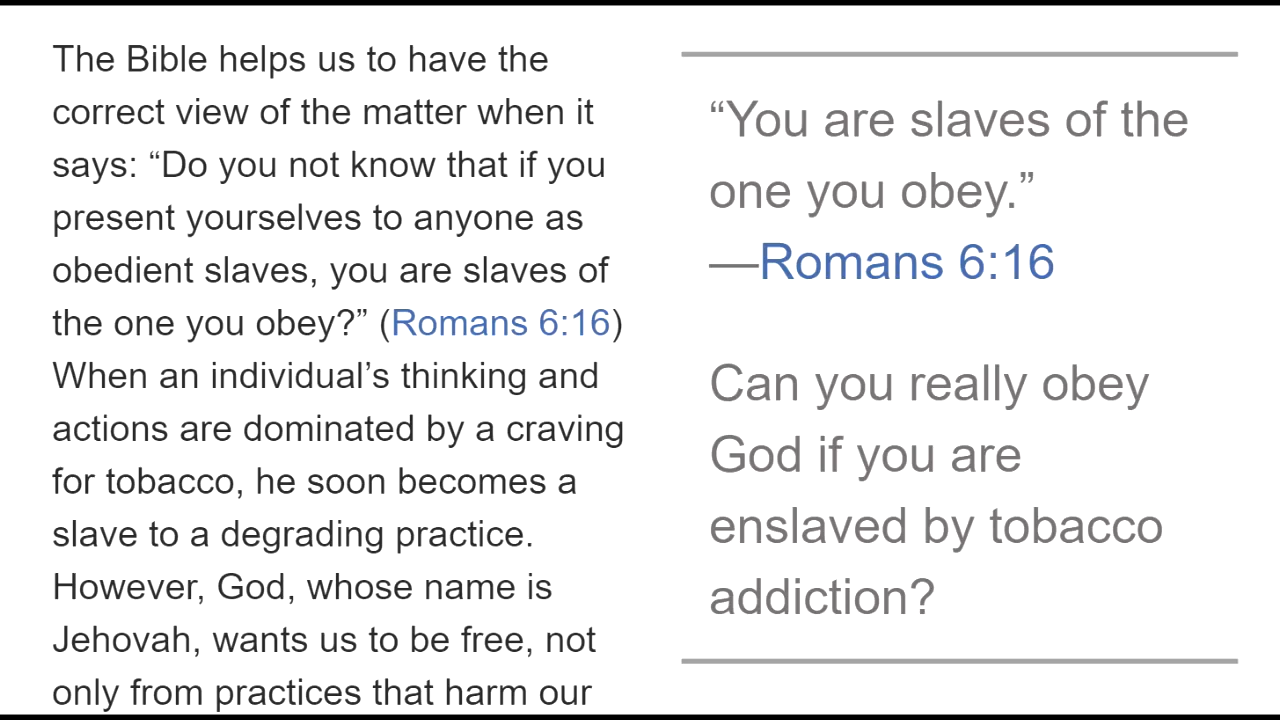 The Bible helps us to have the
correct view of the matter when it
says: “Do you not know that if you
present yourselves to anyone as
obedient slaves, you are slaves of
the one you obey?” (Romans 6:16)
When an individual’s thinking and
actions are dominated by a craving
for tobacco, he soon becomes a
slave to a degrading practice.
However, God, whose name is
Jehovah, wants us to be free, not
only from practices that harm our
“You are slaves of the
one you obey.”
—Romans 6:16
Can you really obey
God if you are
enslaved by tobacco
addiction?